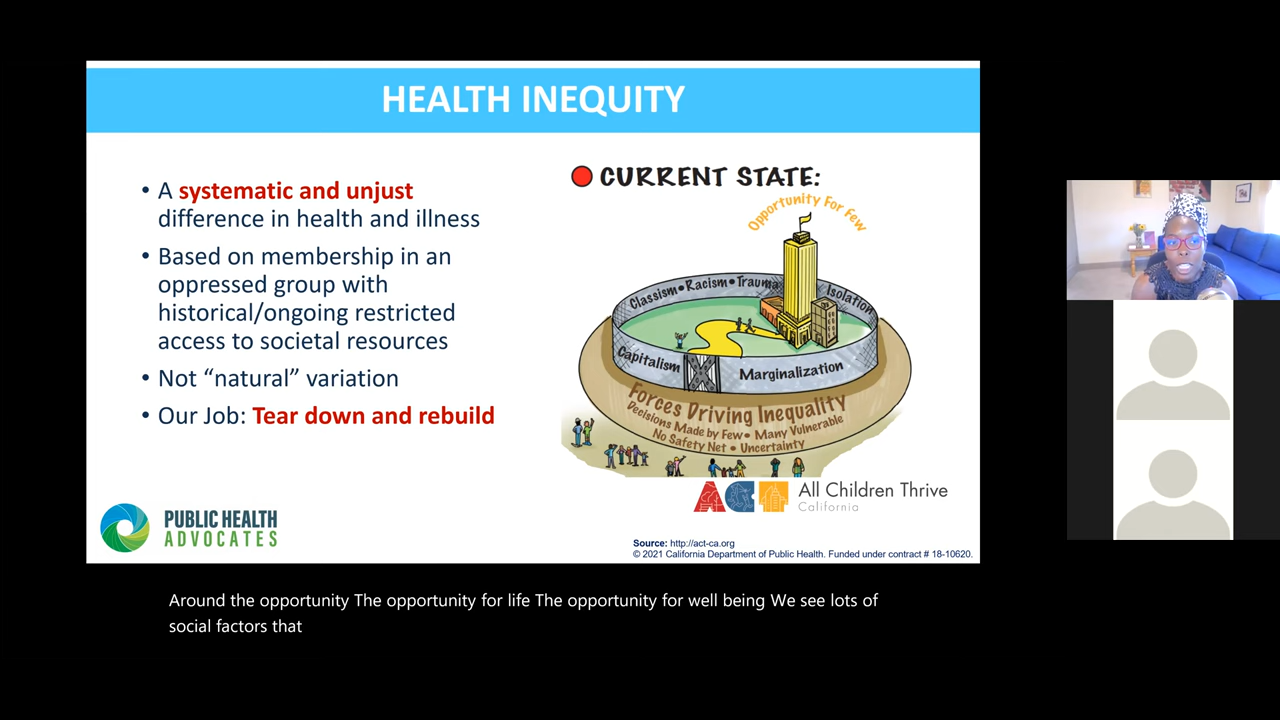 HEALTH INEQUITY
• A systematic and unjust
difference in health and illness
• Based on membership in an
oppressed group with
historical/ongoing restricted
access to societal resources
• Not “natural” variation
• Our Job: Tear down and rebuild
CURRENT STATE:
Opportunity For Few
Classism • Racism • Trauma
Isolation
Capitalism
Marginalization
Forces Driving Inequality
Decisions Made by Few • Many Vulnerable
No Safety Net • Uncertainty
ACT
All Children Thrive
California
PUBLIC HEALTH
ADVOCATES
Source: http://act-ca.org
© 2021 California Department of Public Health. Funded under contract # 18-10620.
Around the opportunity The opportunity for life The opportunity for well being We see lots of
social factors that